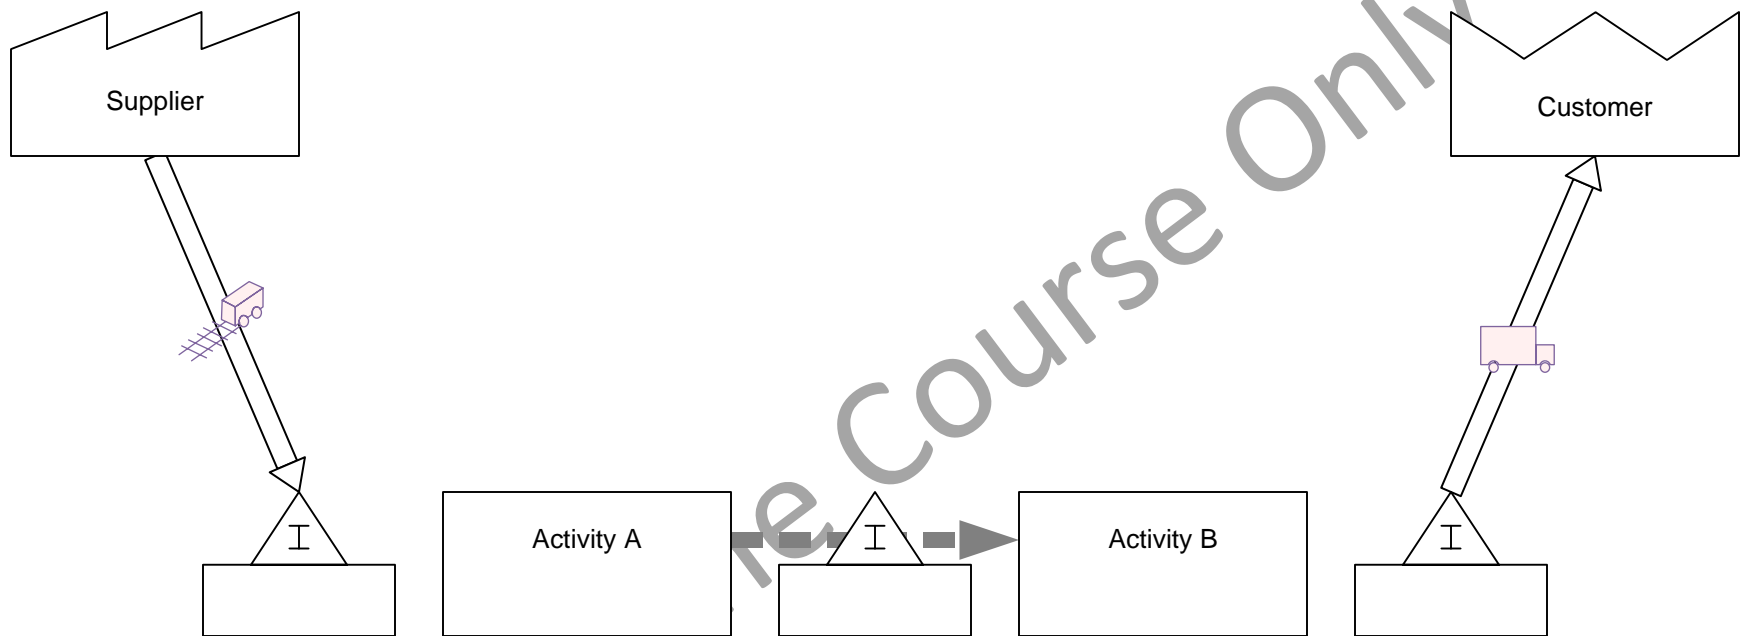 Supplier
Customer
I
Activity A
I
Activity B
I
Course Only